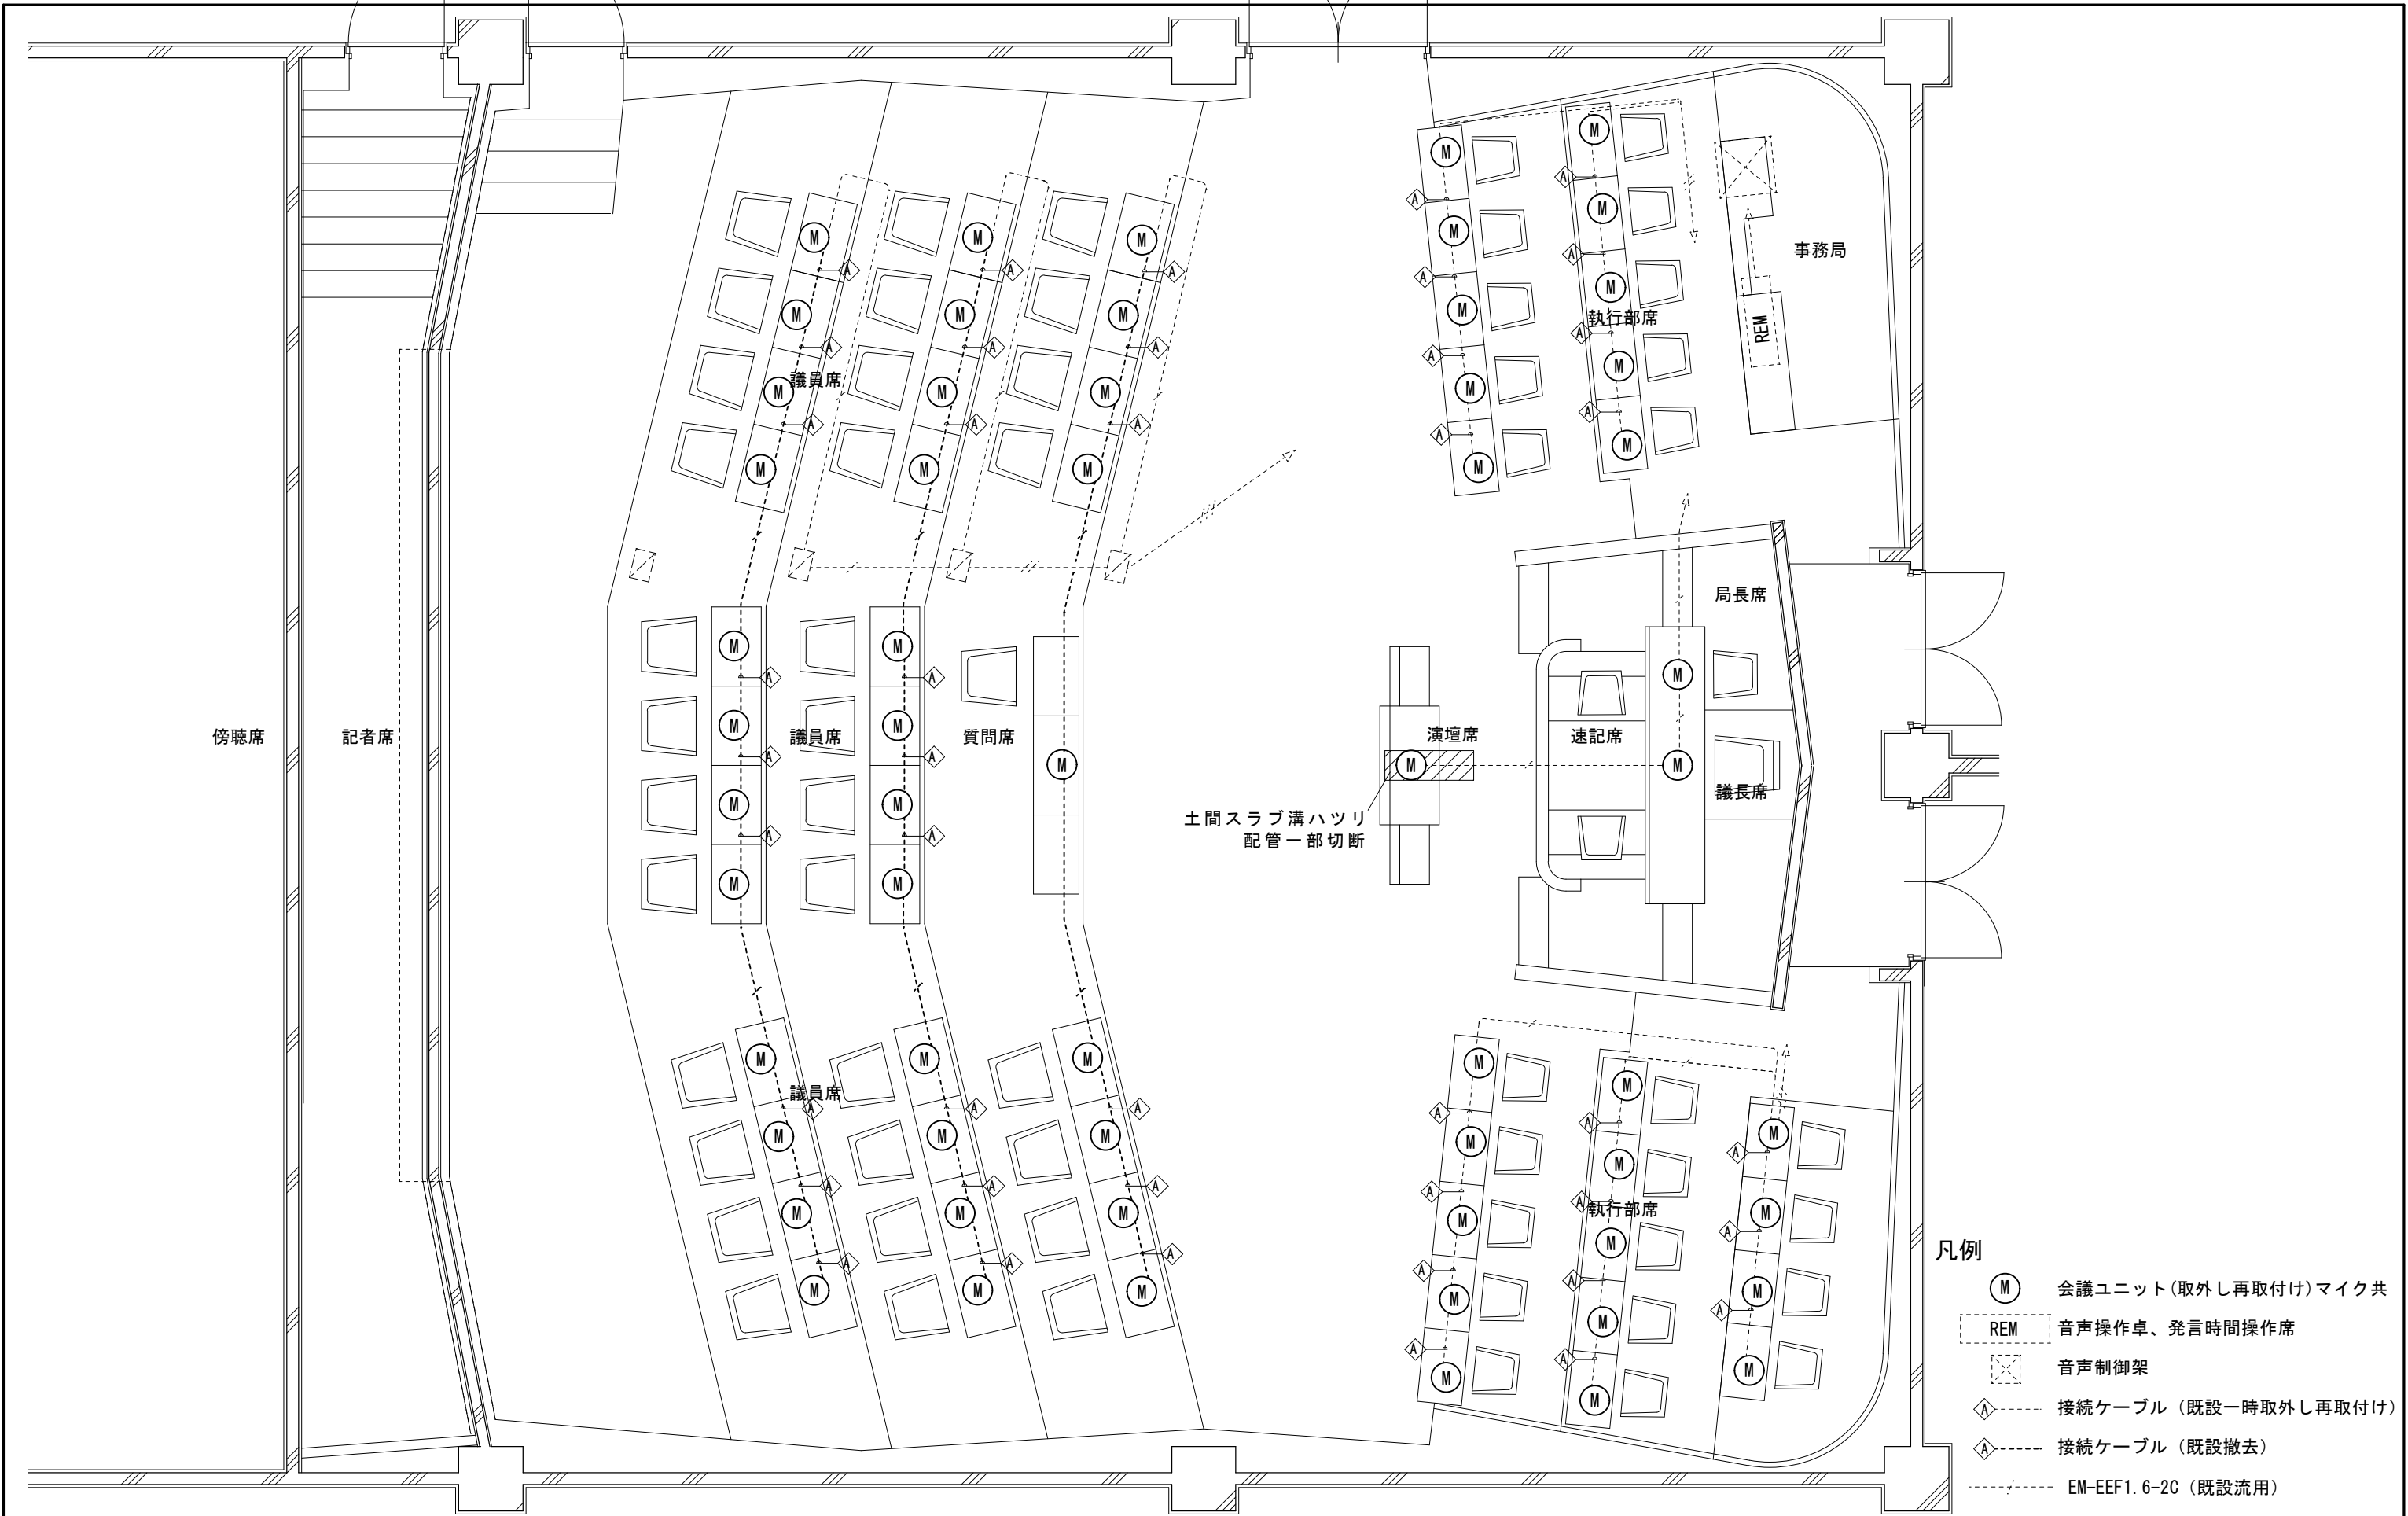 事務局
執行部席
REM
議員席
局長席
傍聴席
記者席
議員席
質問席
演壇席
速記席
議長席
土間スラブ溝ハツリ
配管一部切断
議員席
執行部席
凡例
M 会議ユニット(取外し再取付け)マイク共
REM 音声操作卓、発言時間操作席
音声制御架
A 接続ケーブル（既設一時取外し再取付け）
A 接続ケーブル（既設撤去）
EM-EEF1.6-2C（既設流用）